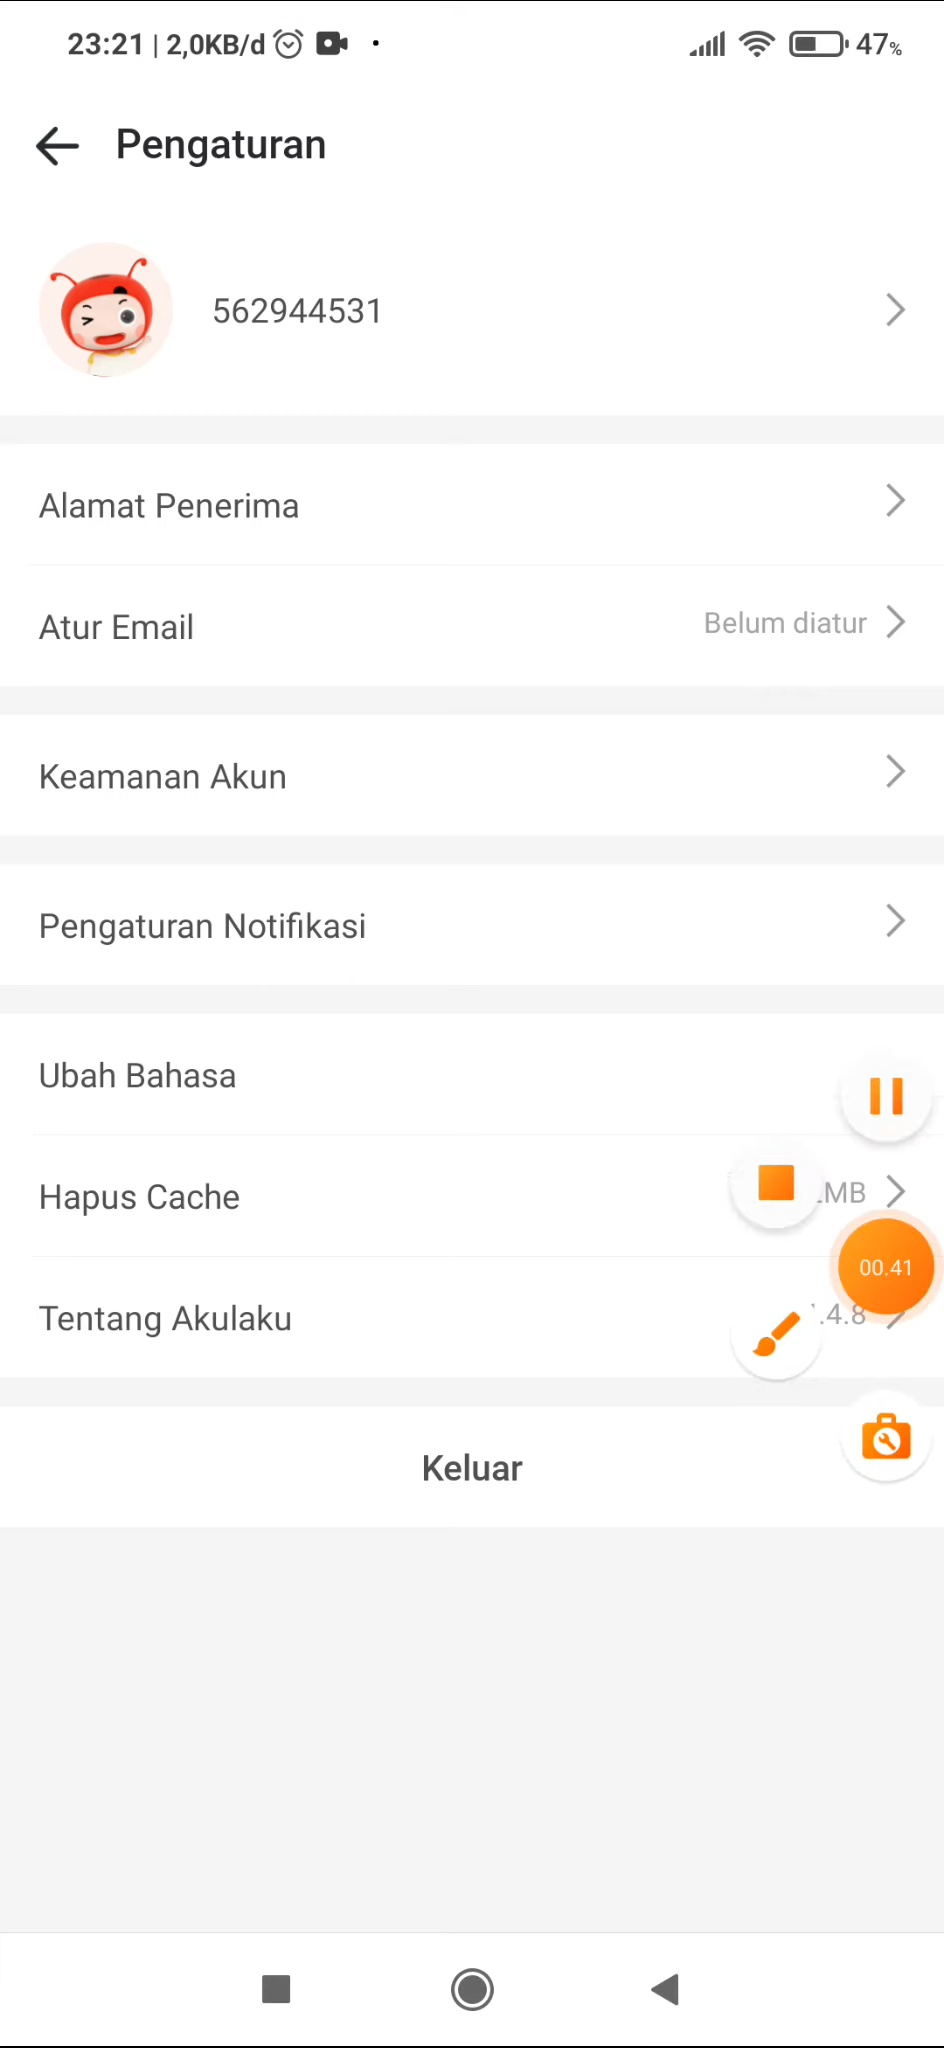 23:21 | 2,0KB/d
47%
Pengaturan
562944531
Alamat Penerima
Atur Email
Belum diatur
Keamanan Akun
Pengaturan Notifikasi
Ubah Bahasa
Hapus Cache
MB
00.41
Tentang Akulaku
.4.8
Keluar